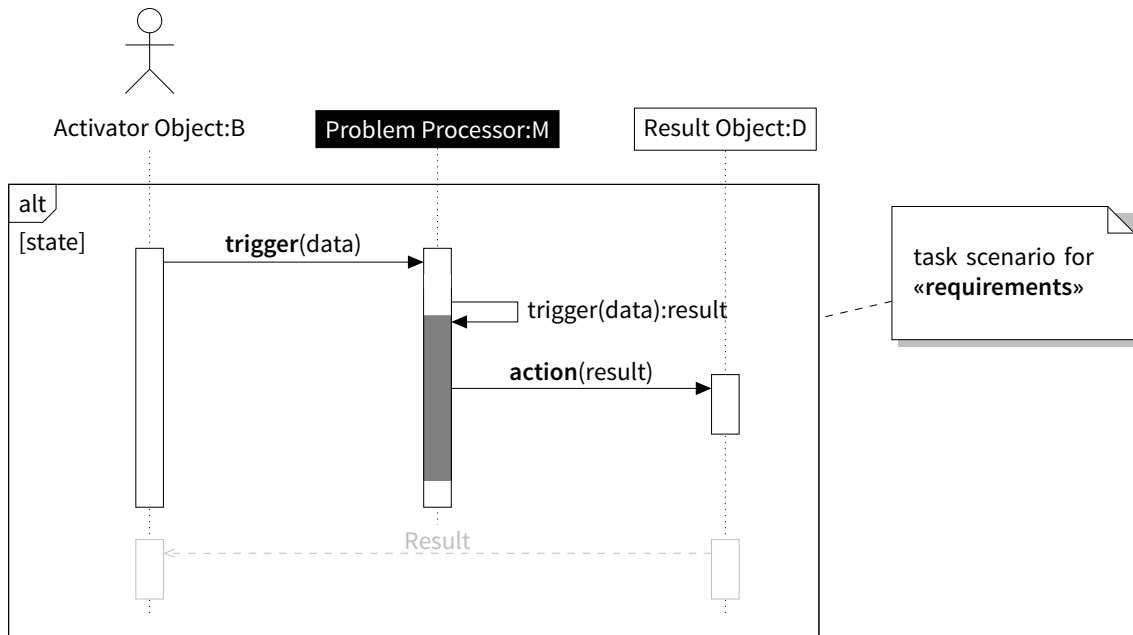 Activator Object:B
Problem Processor:M
Result Object:D
alt
[state]
trigger(data)
task scenario for
«requirements»
trigger(data):result
action(result)
Result